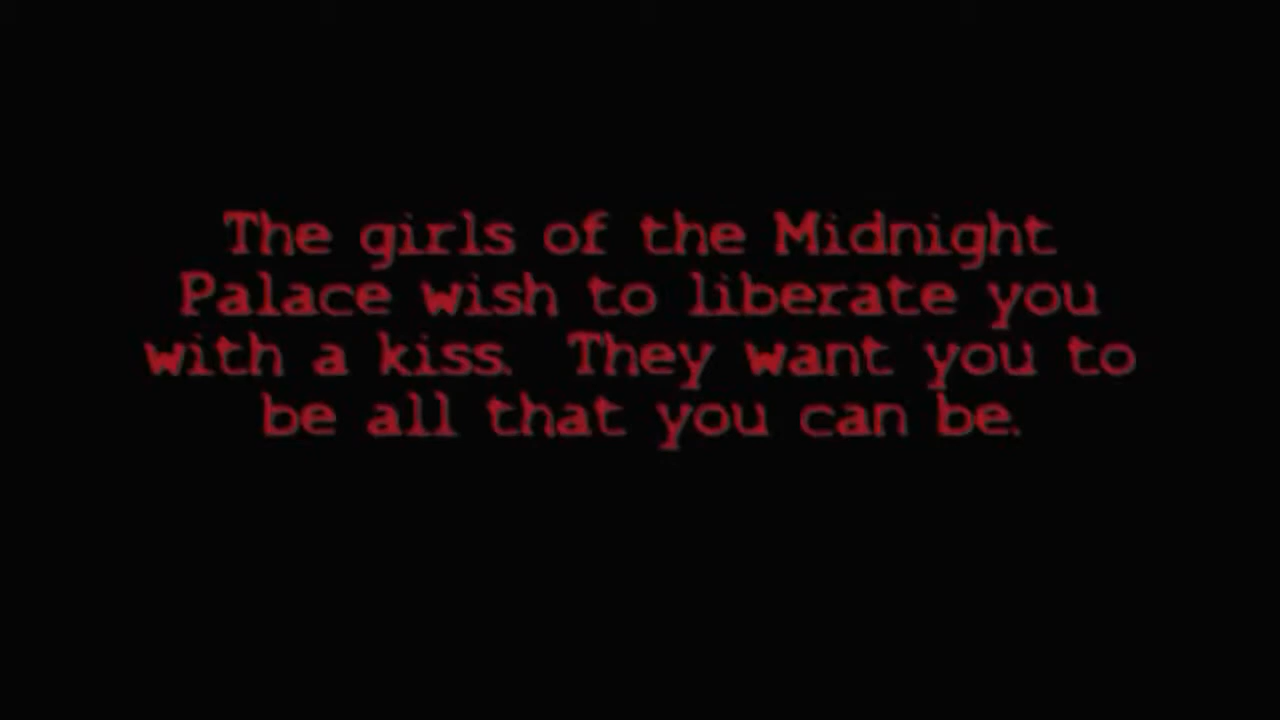 The girls of the Midnight
Palace wish to liberate you
with a kiss.  They want you to
be all that you can be.